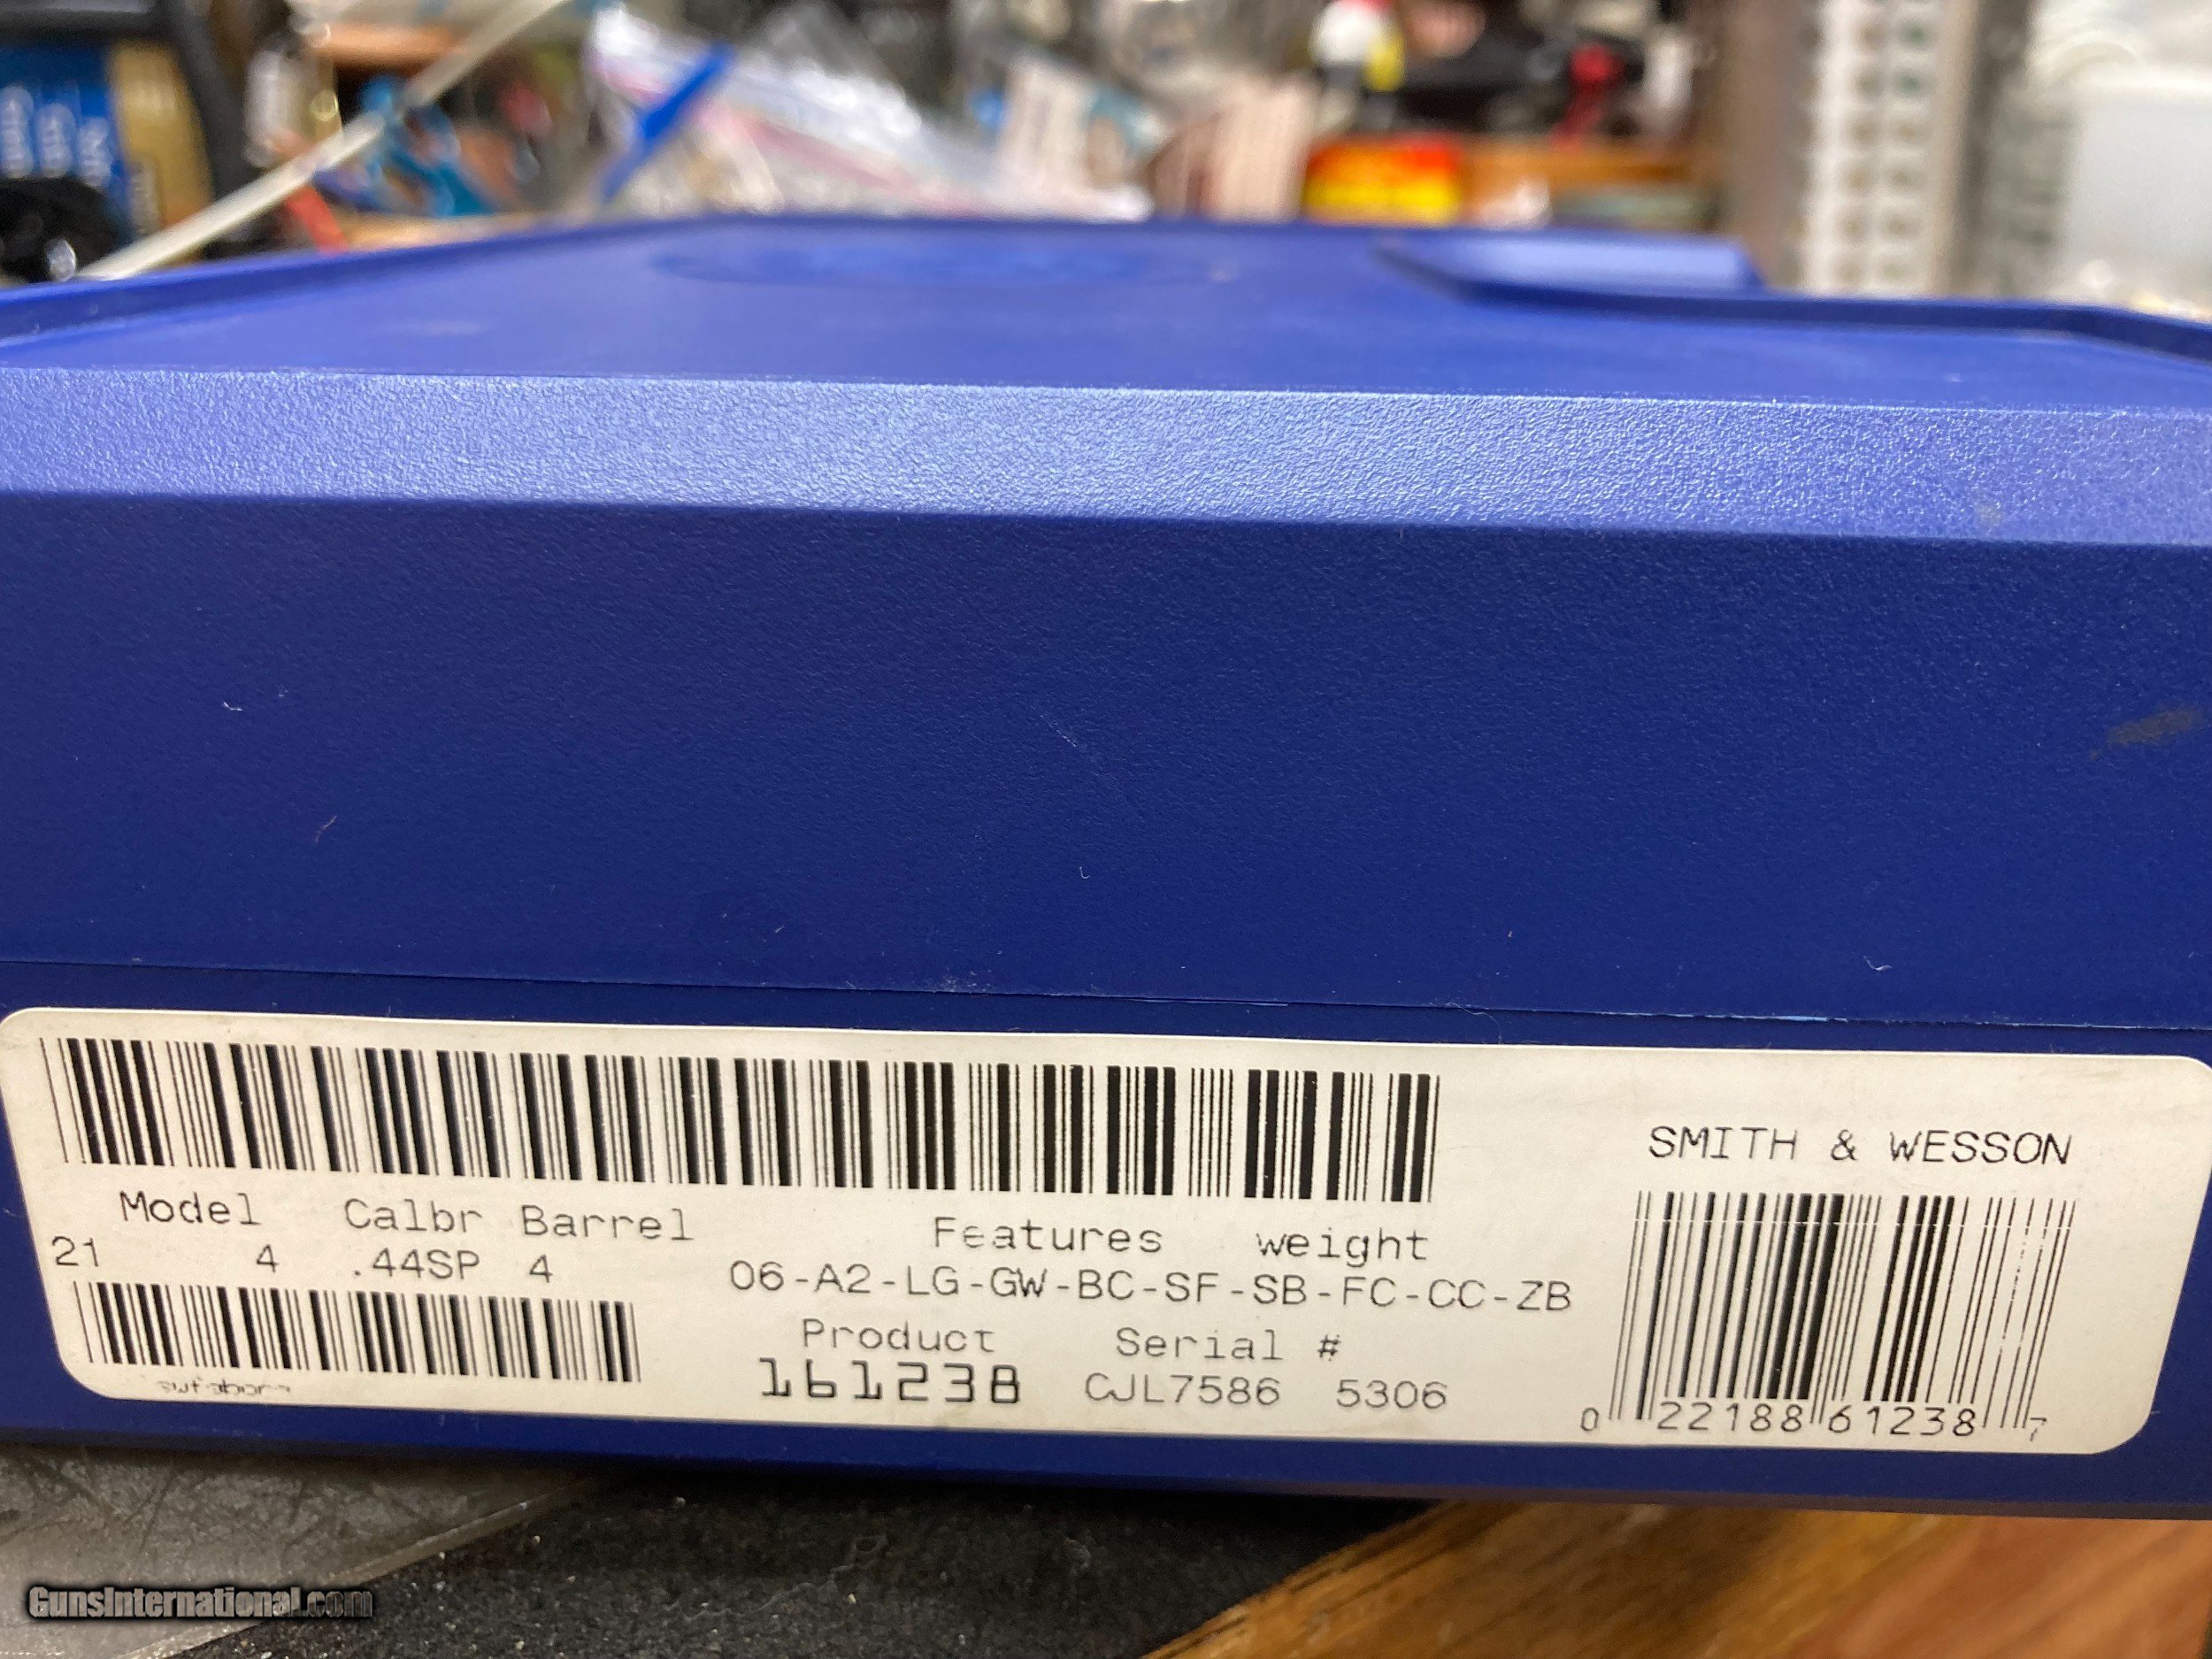 SMITH & WESSON
Model Calbr Barrel Features weight
21 4 .44SP 4 06-A2-LG-GW-BC-SF-SB-FC-CC-ZB
Product Serial #
161238 CJL7586 5306
0 22188 61238 7
GunsInternational.com